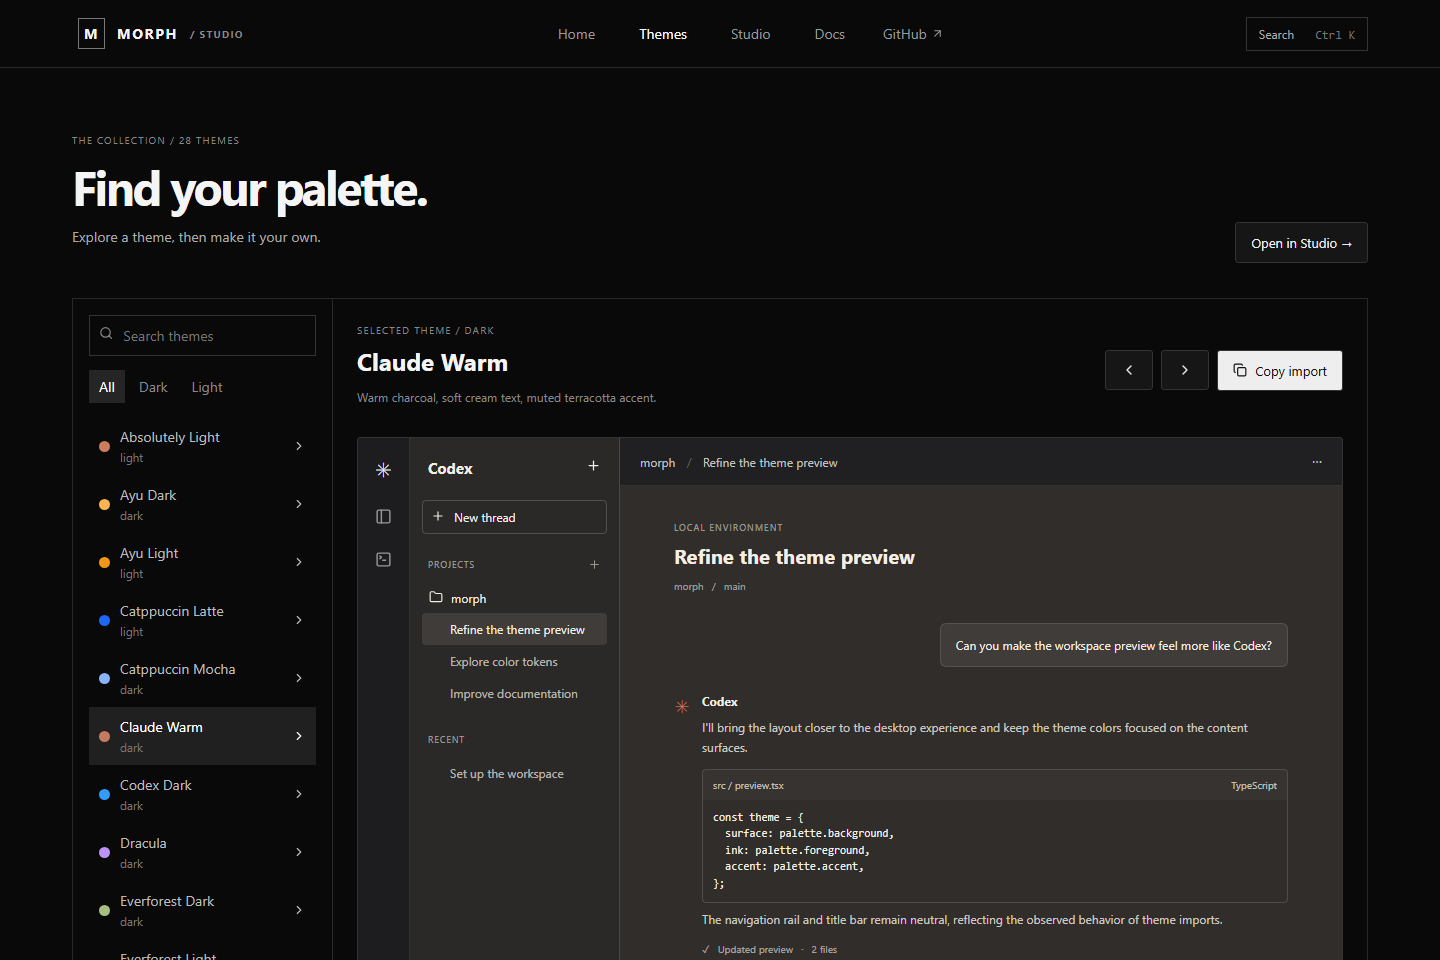 M MORPH / STUDIO
Home Themes Studio Docs GitHub ↗
Search Ctrl K
THE COLLECTION / 28 THEMES
Find your palette.
Explore a theme, then make it your own.
Open in Studio →
Search themes
All Dark Light
Absolutely Light
light
Ayu Dark
dark
Ayu Light
light
Catppuccin Latte
light
Catppuccin Mocha
dark
Claude Warm
dark
Codex Dark
dark
Dracula
dark
Everforest Dark
dark
Everforest Light
SELECTED THEME / DARK
Claude Warm
Warm charcoal, soft cream text, muted terracotta accent.
Copy import
Codex
New thread
PROJECTS
morph
Refine the theme preview
Explore color tokens
Improve documentation
RECENT
Set up the workspace
morph / Refine the theme preview
LOCAL ENVIRONMENT
Refine the theme preview
morph / main
Can you make the workspace preview feel more like Codex?
Codex
I'll bring the layout closer to the desktop experience and keep the theme colors focused on the content
surfaces.
src / preview.tsx TypeScript
const theme = {
  surface: palette.background,
  ink: palette.foreground,
  accent: palette.accent,
};
The navigation rail and title bar remain neutral, reflecting the observed behavior of theme imports.
✓ Updated preview · 2 files